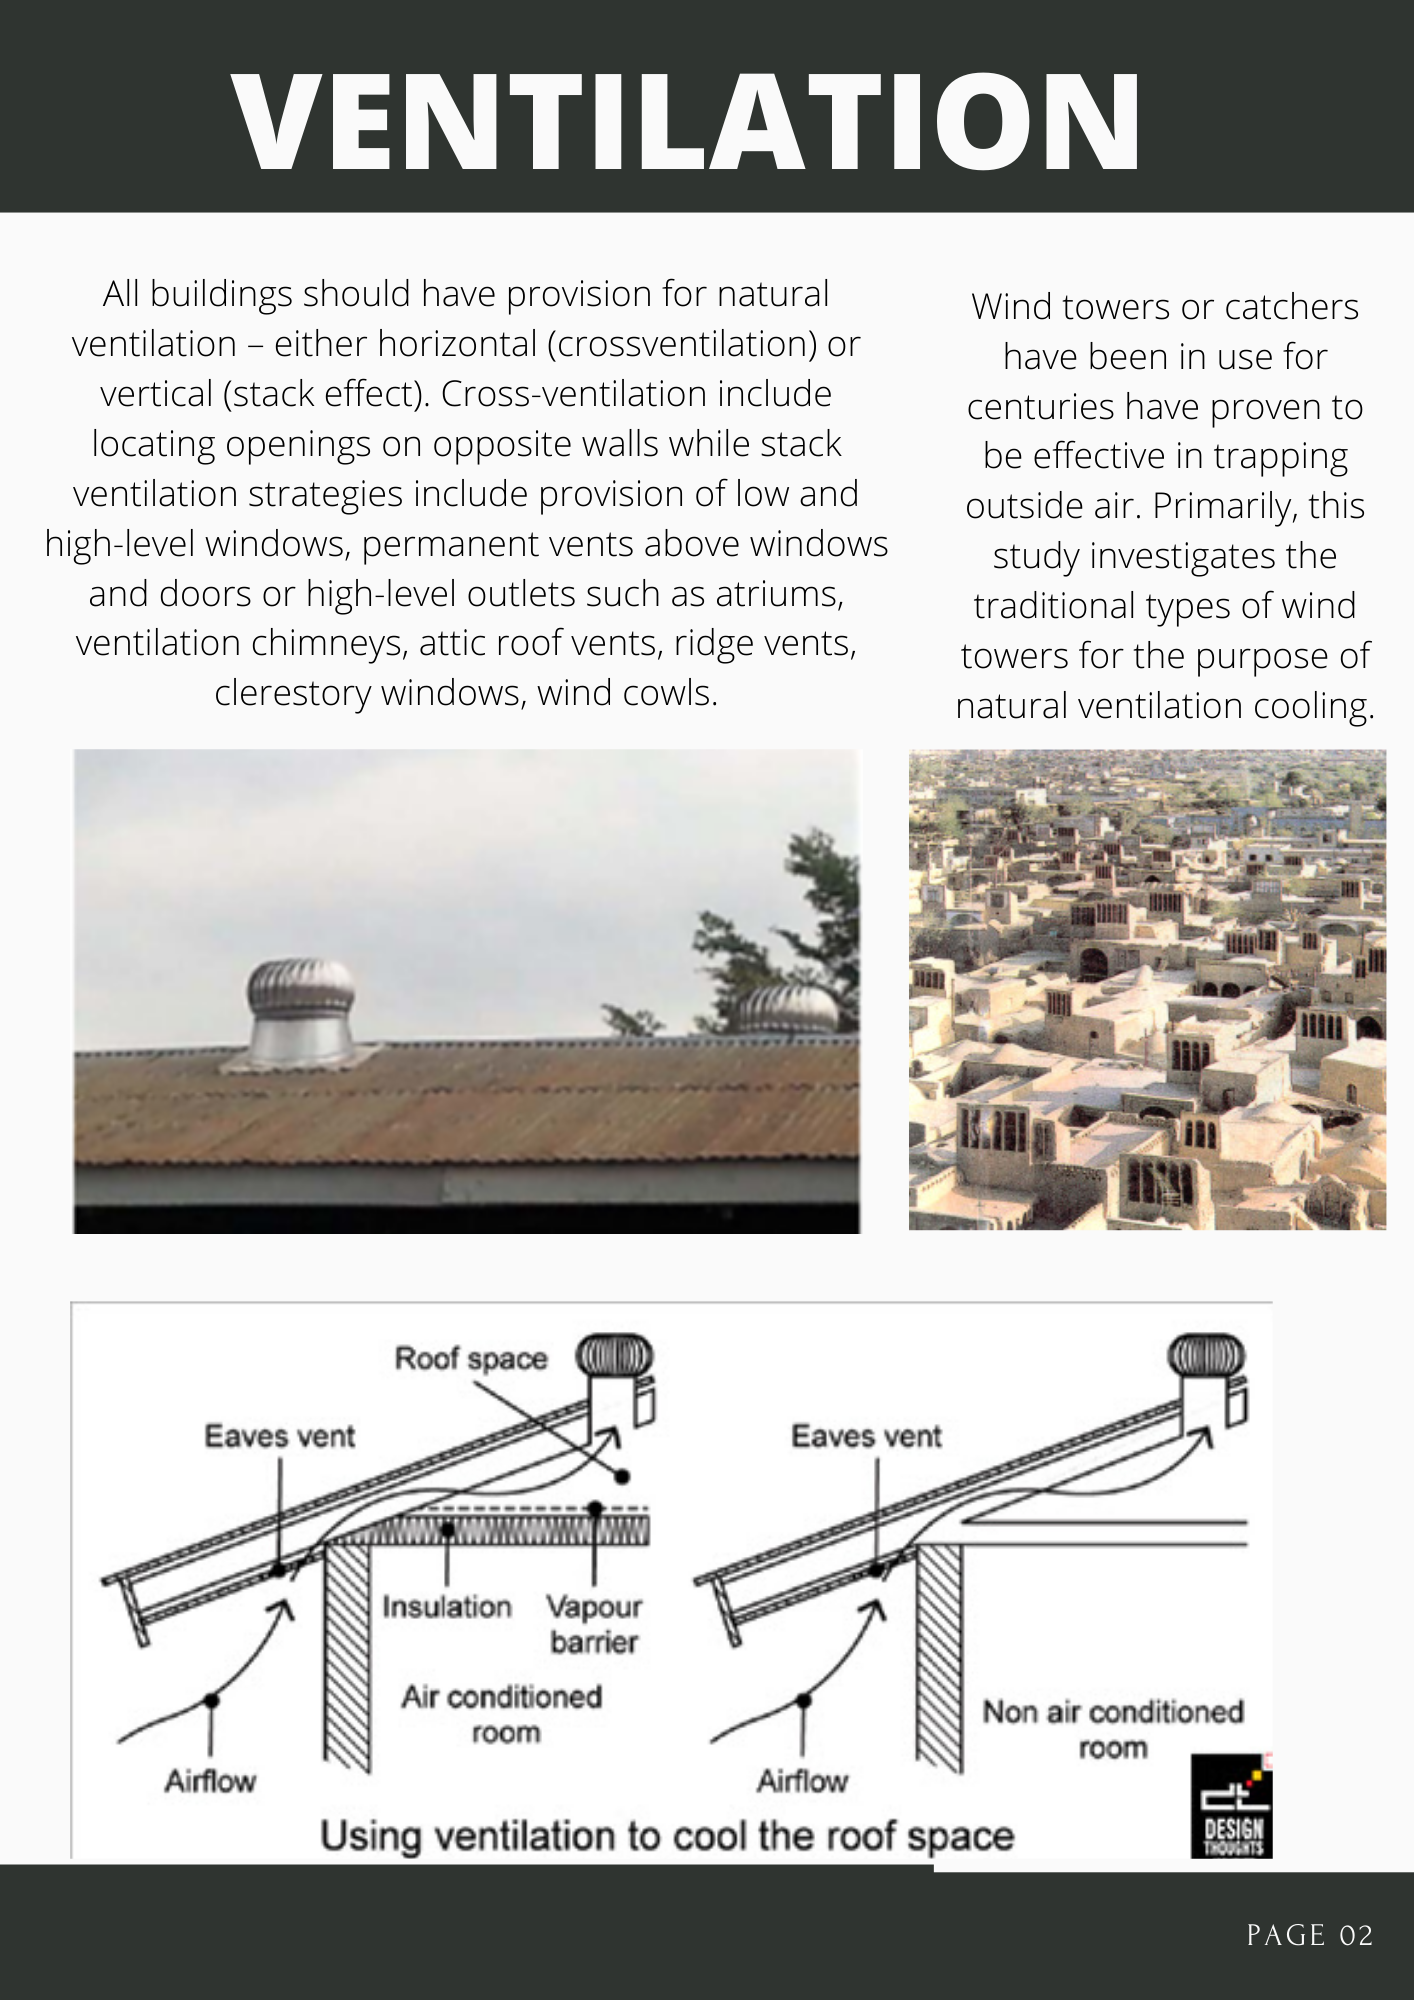 VENTILATION
All buildings should have provision for natural
ventilation – either horizontal (crossventilation) or
vertical (stack effect). Cross-ventilation include
locating openings on opposite walls while stack
ventilation strategies include provision of low and
high-level windows, permanent vents above windows
and doors or high-level outlets such as atriums,
ventilation chimneys, attic roof vents, ridge vents,
clerestory windows, wind cowls.
Wind towers or catchers
have been in use for
centuries have proven to
be effective in trapping
outside air. Primarily, this
study investigates the
traditional types of wind
towers for the purpose of
natural ventilation cooling.
Roof space
Eaves vent
Insulation
Vapour
barrier
Air conditioned
room
Airflow
Eaves vent
Non air conditioned
room
Airflow
Using ventilation to cool the roof space
dt
DESIGN
THOUGHTS
PAGE 02